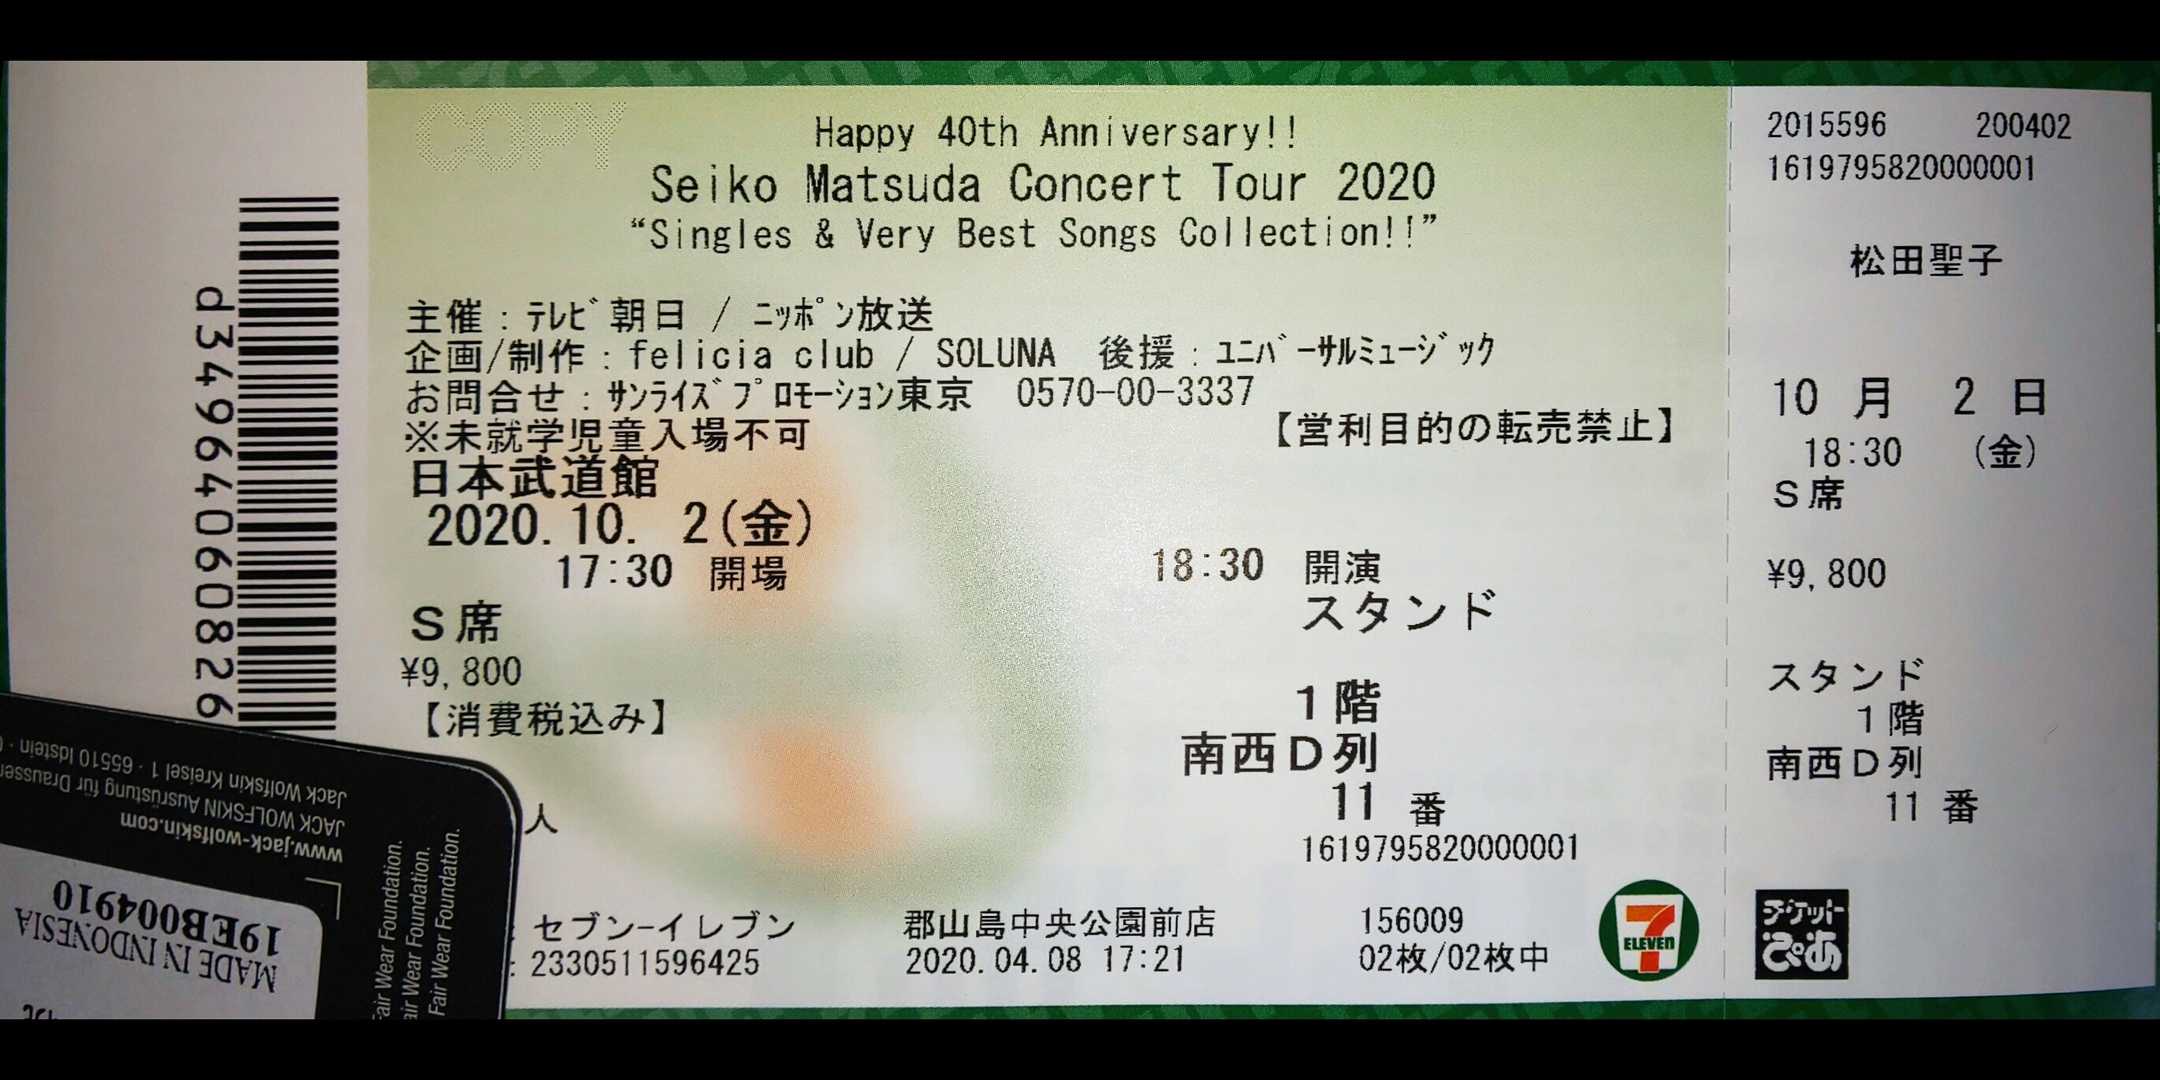 COPY
Happy 40th Anniversary!!
Seiko Matsuda Concert Tour 2020
“Singles & Very Best Songs Collection!!”
主催：ﾃﾚﾋﾞ朝日 / ﾆｯﾎﾟﾝ放送
企画/制作：felicia club / SOLUNA 後援：ﾕﾆﾊﾞｰｻﾙﾐｭｰｼﾞｯｸ
お問合せ：ｻﾝﾗｲｽﾞﾌﾟﾛﾓｰｼｮﾝ東京 0570-00-3337
※未就学児童入場不可
【営利目的の転売禁止】
日本武道館
2020.10. 2(金)
17:30 開場
18:30 開演
S席
スタンド
¥9,800
【消費税込み】
1階
南西D列
11 番
人
1619795820000001
：セブン-イレブン 郡山島中央公園前店 156009
：2330511596425 2020.04.08 17:21 02枚/02枚中
7 ELEVEN
d34964060826
2015596 200402
1619795820000001
松田聖子
10 月 2 日
18:30 (金)
S席
¥9,800
スタンド
1階
南西D列
11 番
チケットぴあ
Jack Wolfskin Kreisel 1 · 65510 Idstein ·
JACK WOLFSKIN Ausrüstung für Draussen
www.jack-wolfskin.com
19EB004910
MADE IN INDONESIA
Fair Wear Foundation.
Fair Wear Foundation.
Fair Wear Foundation.